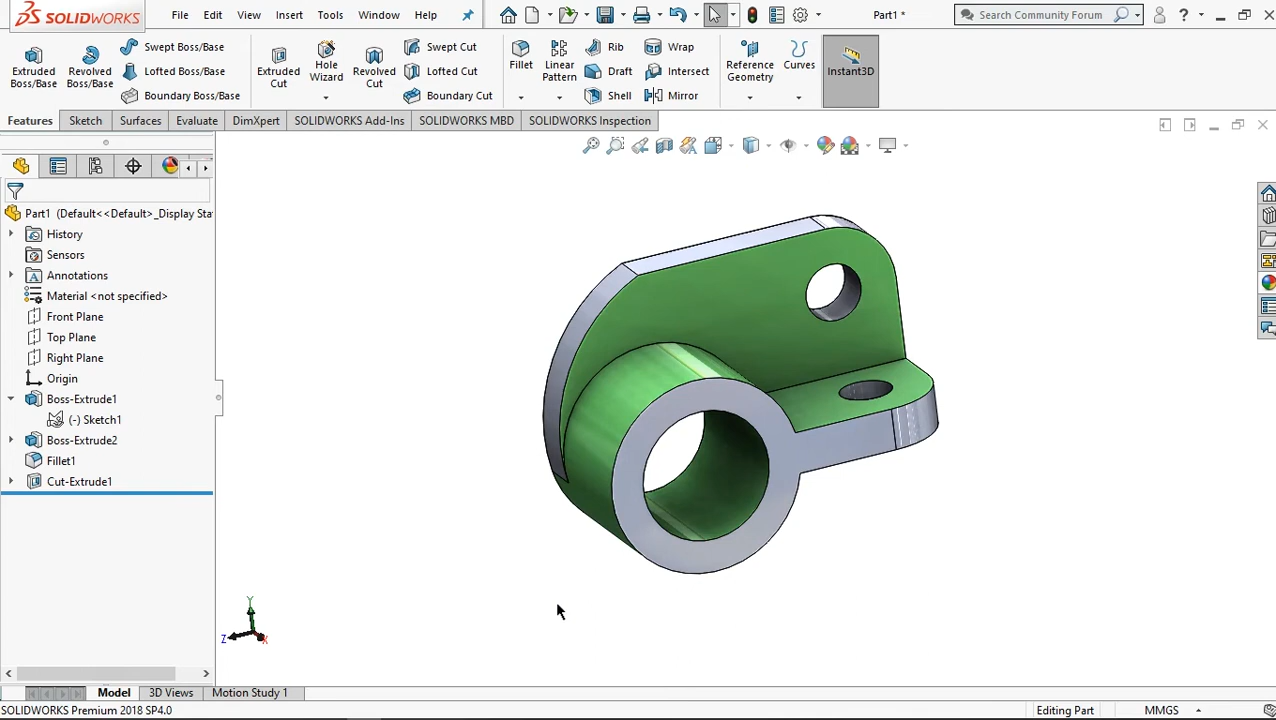 SOLIDWORKS File Edit View Insert Tools Window Help Part1 * Search Community Forum ?
Extruded Boss/Base
Revolved Boss/Base
Swept Boss/Base
Lofted Boss/Base
Boundary Boss/Base
Extruded Cut
Hole Wizard
Revolved Cut
Swept Cut
Lofted Cut
Boundary Cut
Fillet
Linear Pattern
Rib
Draft
Shell
Wrap
Intersect
Mirror
Reference Geometry
Curves
Instant3D
Features Sketch Surfaces Evaluate DimXpert SOLIDWORKS Add-Ins SOLIDWORKS MBD SOLIDWORKS Inspection
Part1 (Default<<Default>_Display Sta
History
Sensors
Annotations
Material <not specified>
Front Plane
Top Plane
Right Plane
Origin
Boss-Extrude1
(-) Sketch1
Boss-Extrude2
Fillet1
Cut-Extrude1
Y
Z X
Model 3D Views Motion Study 1
SOLIDWORKS Premium 2018 SP4.0 Editing Part MMGS